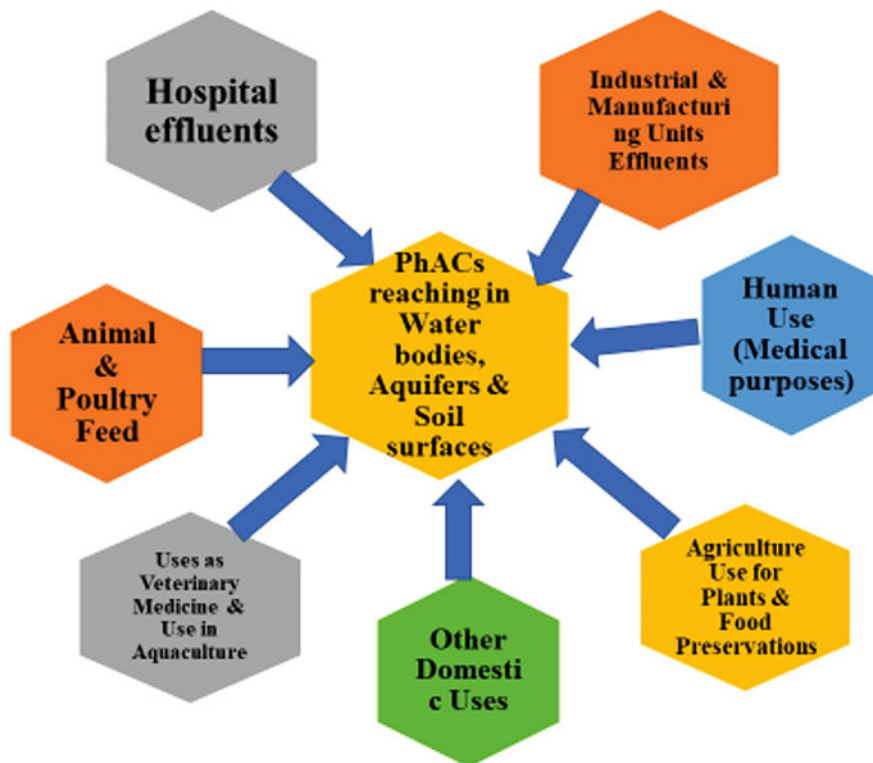 Hospital
effluents
Industrial &
Manufacturi
ng Units
Effluents
PhACs
reaching in
Water
bodies,
Aquifers &
Soil
surfaces
Human
Use
(Medical
purposes)
Animal
&
Poultry
Feed
Uses as
Veterinary
Medicine &
Use in
Aquaculture
Other
Domesti
c Uses
Agriculture
Use for
Plants &
Food
Preservations